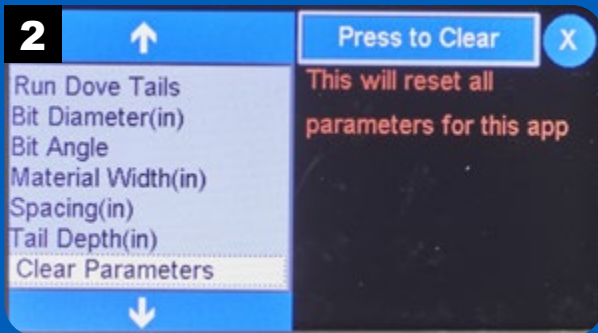 2
Press to Clear
X
Run Dove Tails
Bit Diameter(in)
Bit Angle
Material Width(in)
Spacing(in)
Tail Depth(in)
Clear Parameters
This will reset all
parameters for this app